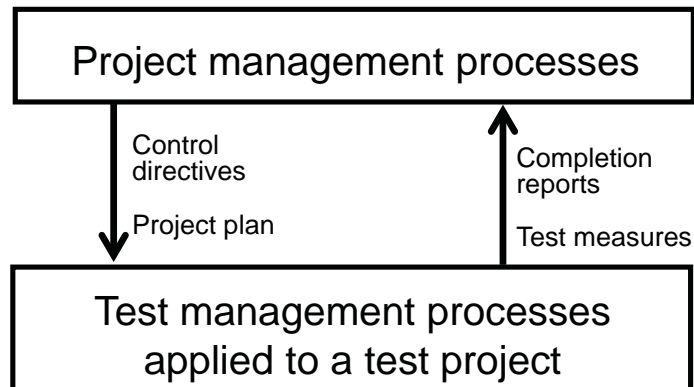 Project management processes
Control
directives
Project plan
Completion
reports
Test measures
Test management processes
applied to a test project